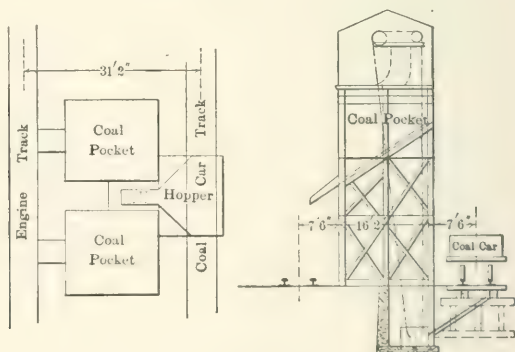 31'2"
Track
Track
Coal
Pocket
Car
Hopper
Engine
Coal
Pocket
Coal
Coal Pocket
7'6"
16'2"
7'6"
Coal Car